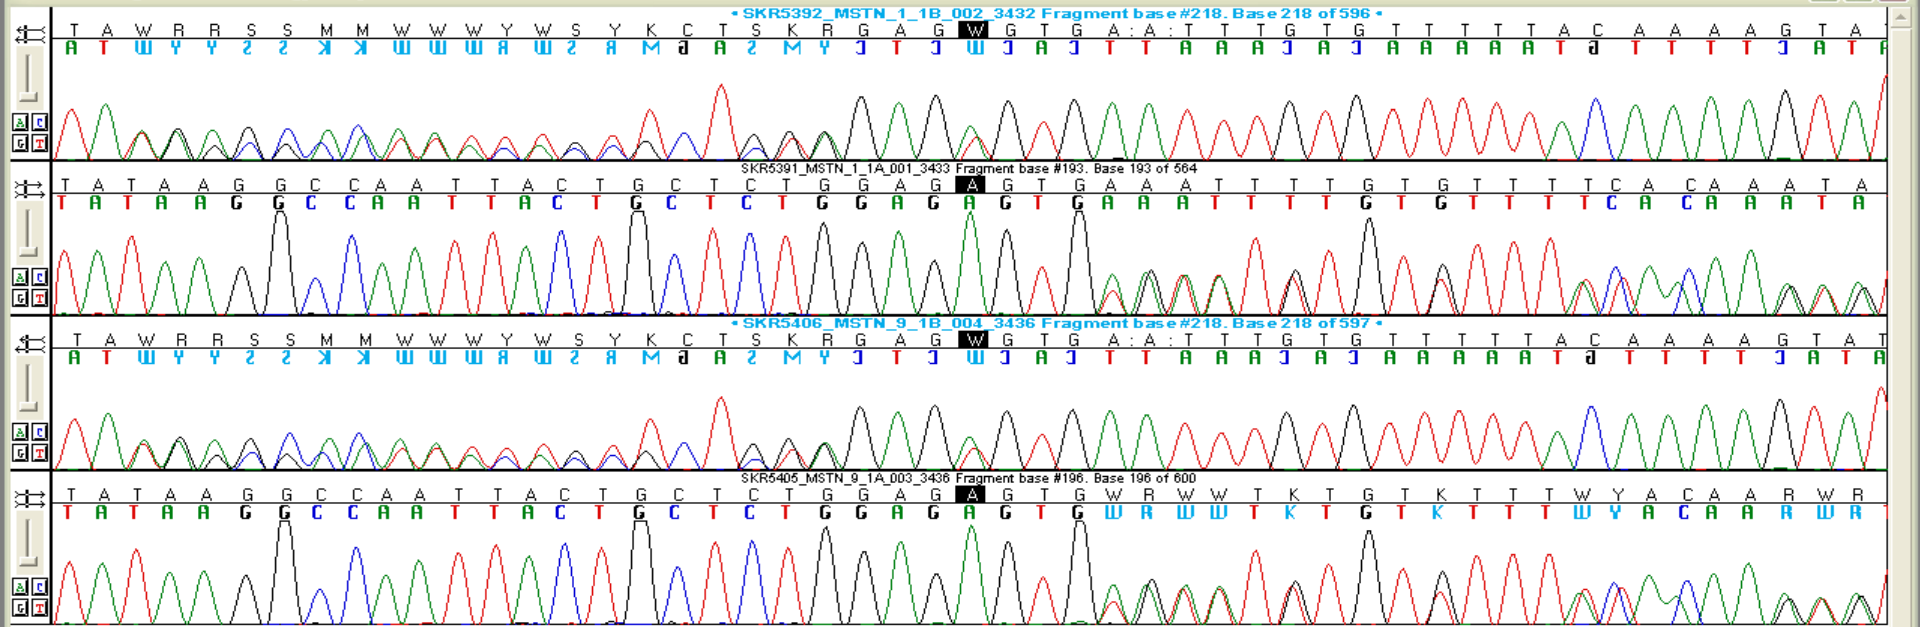 • SKR5392_MSTN_1_1B_002_3432 Fragment base #218. Base 218 of 596 •
T A W R R S S M M W W W Y W S Y K C T S K R G A G W G T G A : A : T T T G T G T T T T T A C A A A A G T A
A T W Y Y S S K K W W W R W S R M G A S M Y C T C W C A C T T A A A C A C A A A A A T G T T T T C A T
A C
G T
SKR5391_MSTN_1_1A_001_3433 Fragment base #193. Base 193 of 564
T A T A A G G C C A A T T A C T G C T C T G G A G A G T G A A A T T T T G T G T T T T C A C A A A T A
T A T A A G G C C A A T T A C T G C T C T G G A G A G T G A A A T T T T G T G T T T T C A C A A A T A
A C
G T
• SKR5406_MSTN_9_1B_004_3436 Fragment base #218. Base 218 of 597 •
T A W R R S S M M W W W Y W S Y K C T S K R G A G W G T G A : A : T T T G T G T T T T T A C A A A A G T A T
A T W Y Y S S K K W W W R W S R M G A S M Y C T C W C A C T T A A A C A C A A A A A T G T T T T C A T A
A C
G T
SKR5405_MSTN_9_1A_003_3436 Fragment base #196. Base 196 of 600
T A T A A G G C C A A T T A C T G C T C T G G A G A G T G W R W W T K T G T K T T T W Y A C A A R W R
T A T A A G G C C A A T T A C T G C T C T G G A G A G T G W R W W T K T G T K T T T W Y A C A A R W R
A C
G T